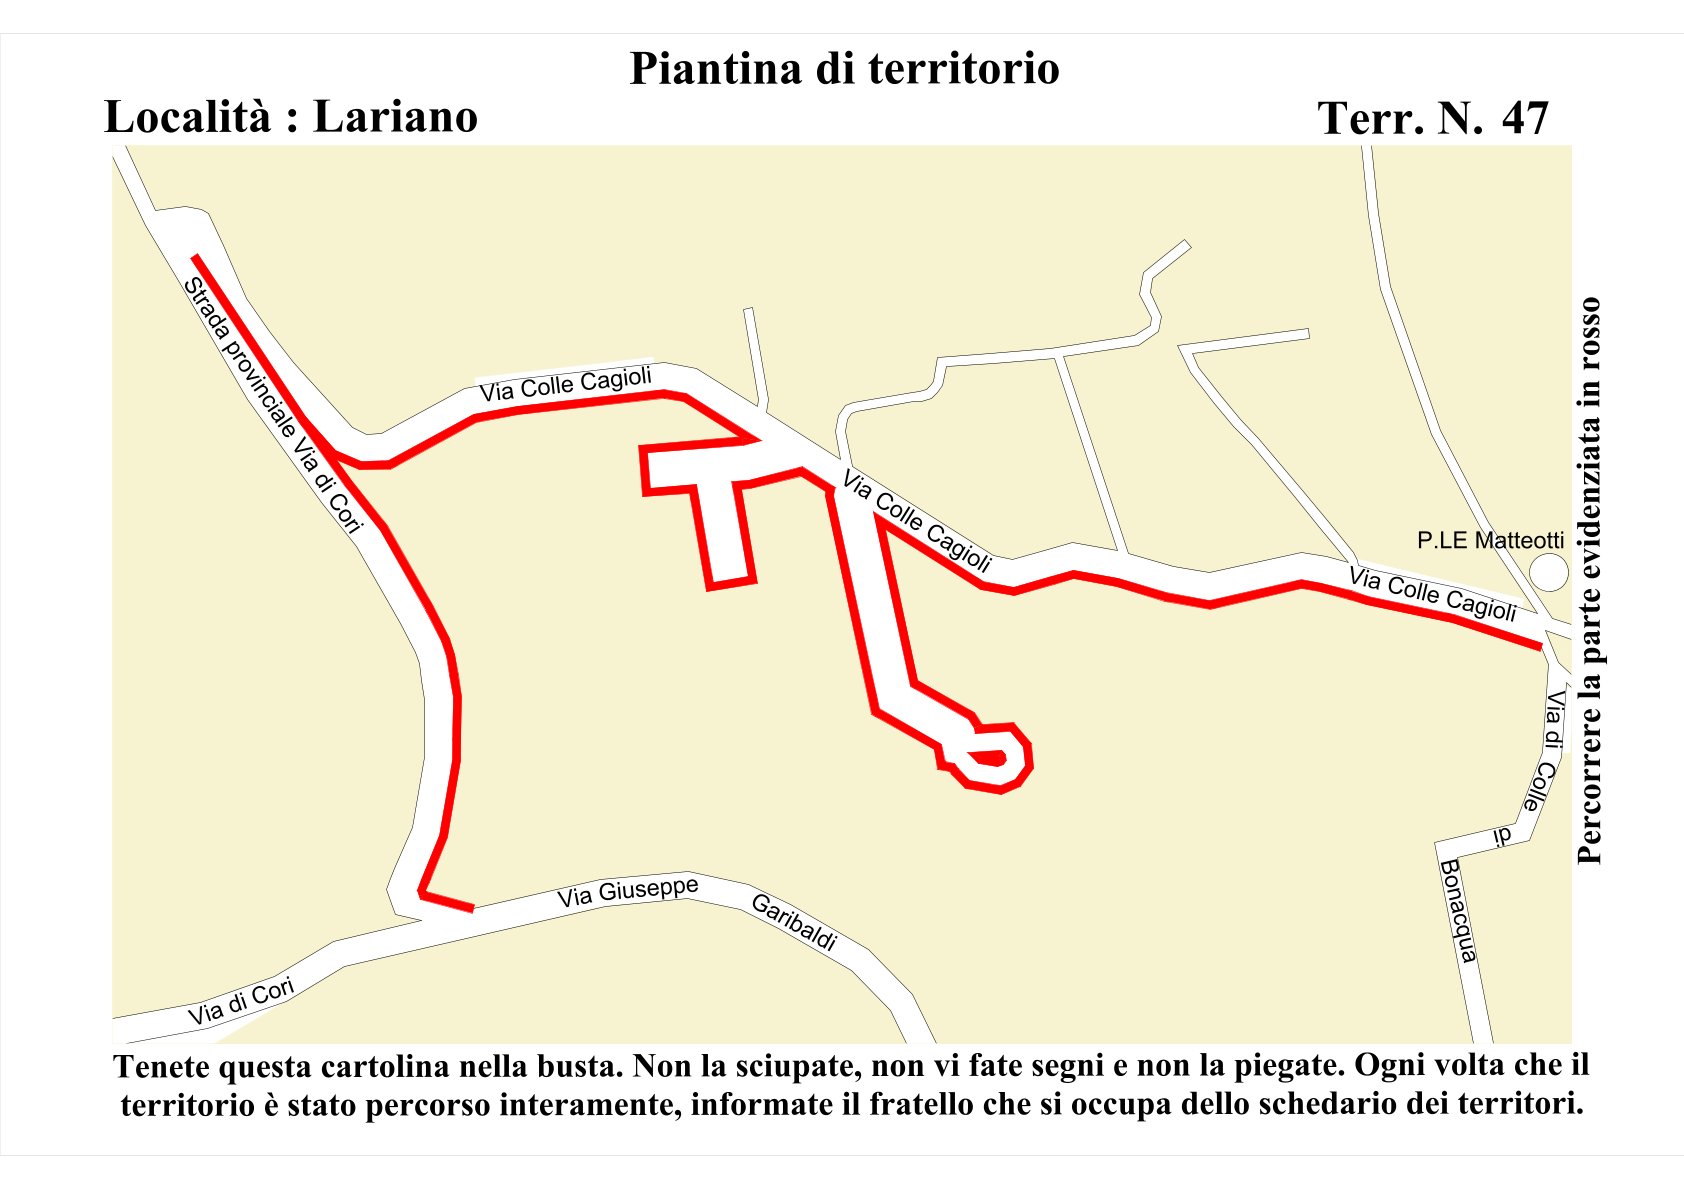 Piantina di territorio
Località : Lariano
Terr. N. 47
Strada provinciale Via di Cori
Via Colle Cagioli
Via Colle Cagioli
P.LE Matteotti
Via Colle Cagioli
Percorrere la parte evidenziata in rosso
Via di Colle
di
Bonacqua
Via Giuseppe
Garibaldi
Via di Cori
Tenete questa cartolina nella busta. Non la sciupate, non vi fate segni e non la piegate. Ogni volta che il
territorio è stato percorso interamente, informate il fratello che si occupa dello schedario dei territori.